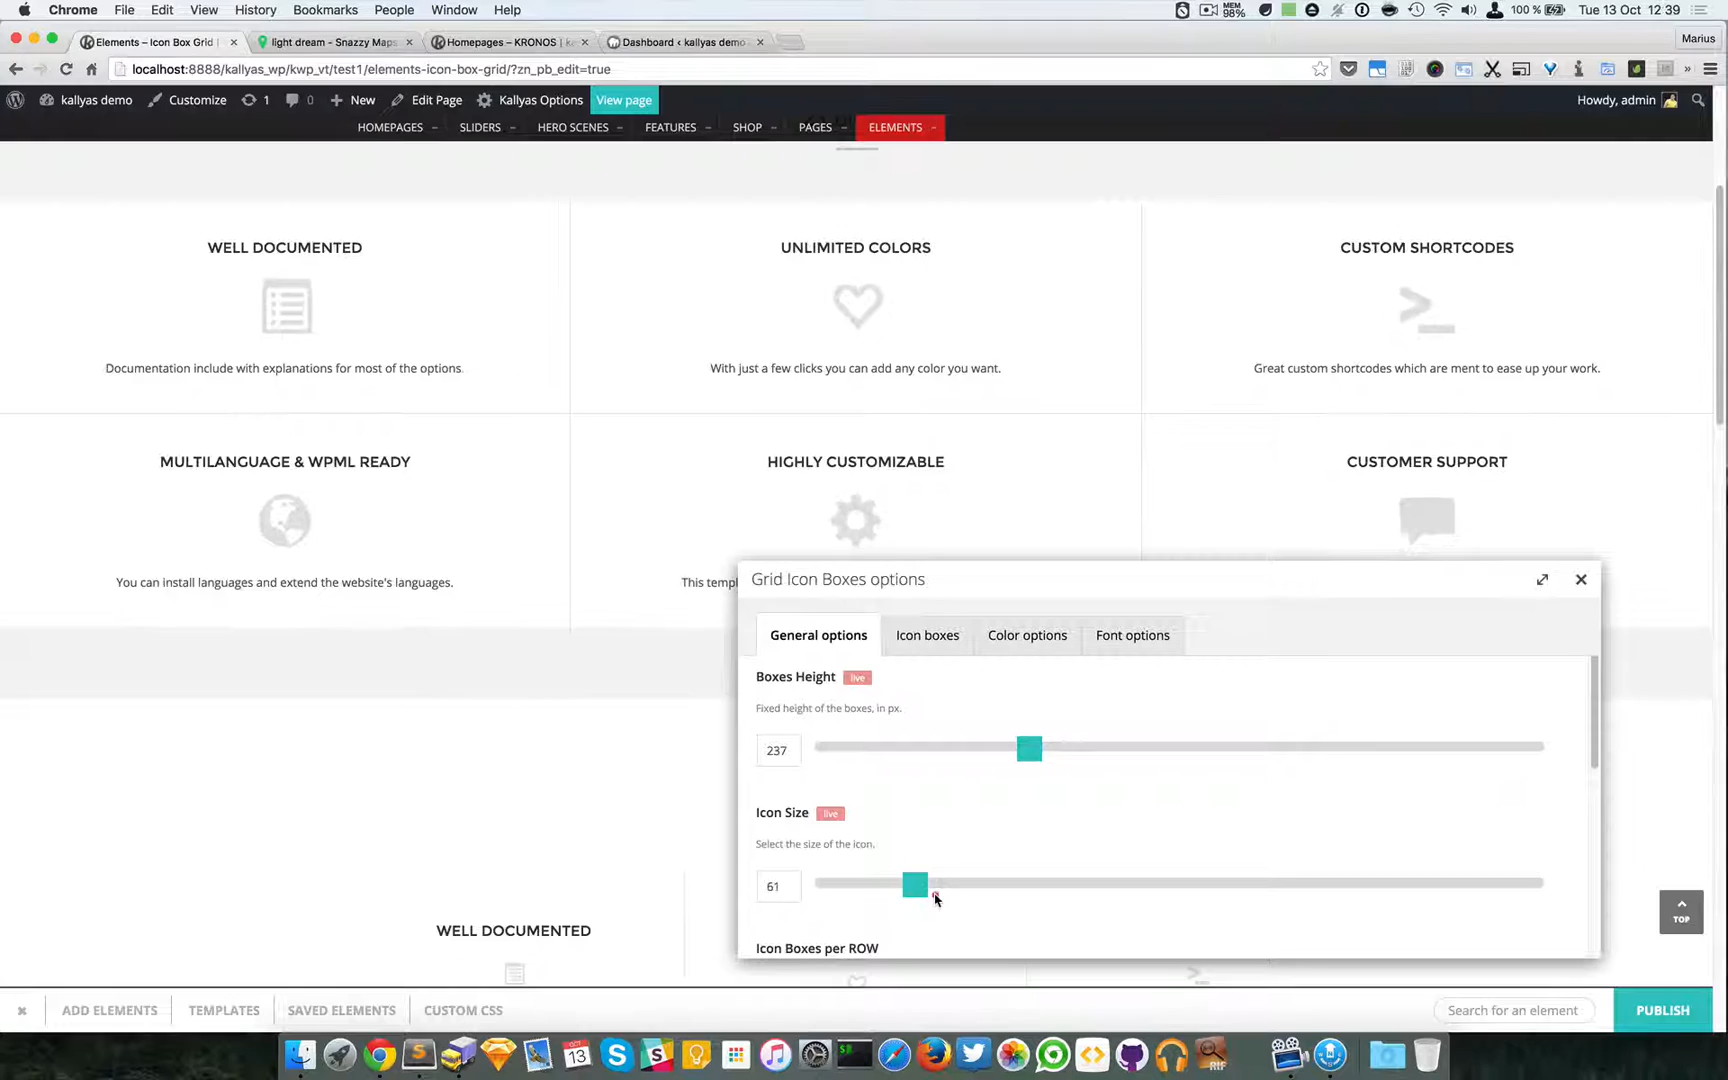 Chrome File Edit View History Bookmarks People Window Help MEM 98% 100 % Tue 13 Oct 12:39
Elements – Icon Box Grid light dream - Snazzy Maps Homepages – KRONOS | ka Dashboard ‹ kallyas demo Marius
localhost:8888/kallyas_wp/kwp_vt/test1/elements-icon-box-grid/?zn_pb_edit=true
kallyas demo Customize 1 0 New Edit Page Kallyas Options View page Howdy, admin
HOMEPAGES SLIDERS HERO SCENES FEATURES SHOP PAGES ELEMENTS
WELL DOCUMENTED UNLIMITED COLORS CUSTOM SHORTCODES
Documentation include with explanations for most of the options. With just a few clicks you can add any color you want. Great custom shortcodes which are ment to ease up your work.
MULTILANGUAGE & WPML READY HIGHLY CUSTOMIZABLE CUSTOMER SUPPORT
You can install languages and extend the website's languages. This temp
Grid Icon Boxes options
General options Icon boxes Color options Font options
Boxes Height live
Fixed height of the boxes, in px.
237
Icon Size live
Select the size of the icon.
61
TOP
WELL DOCUMENTED
Icon Boxes per ROW
ADD ELEMENTS TEMPLATES SAVED ELEMENTS CUSTOM CSS Search for an element PUBLISH
OCT
13
RIF